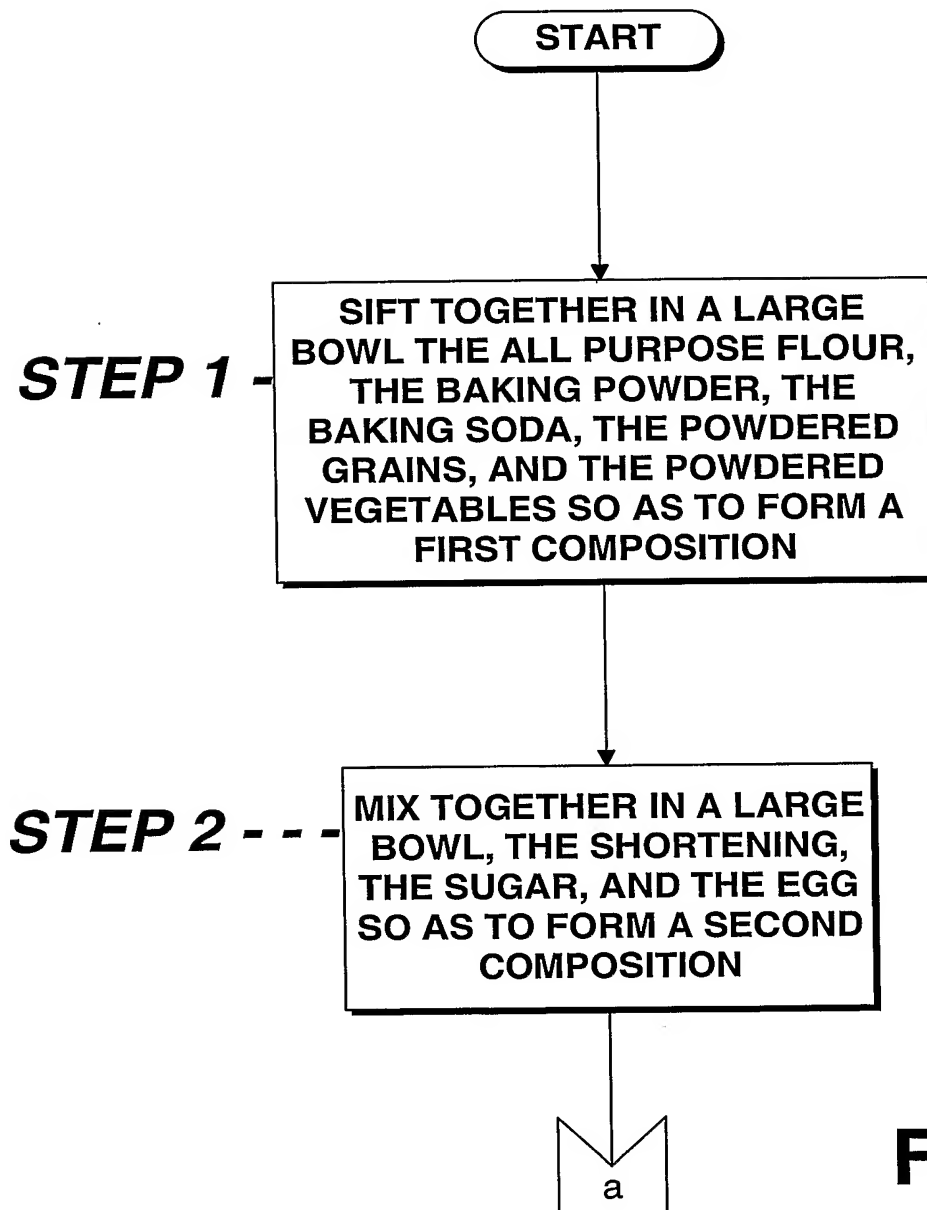 START
STEP 1 -
SIFT TOGETHER IN A LARGE
BOWL THE ALL PURPOSE FLOUR,
THE BAKING POWDER, THE
BAKING SODA, THE POWDERED
GRAINS, AND THE POWDERED
VEGETABLES SO AS TO FORM A
FIRST COMPOSITION
STEP 2 - - -
MIX TOGETHER IN A LARGE
BOWL, THE SHORTENING,
THE SUGAR, AND THE EGG
SO AS TO FORM A SECOND
COMPOSITION
a